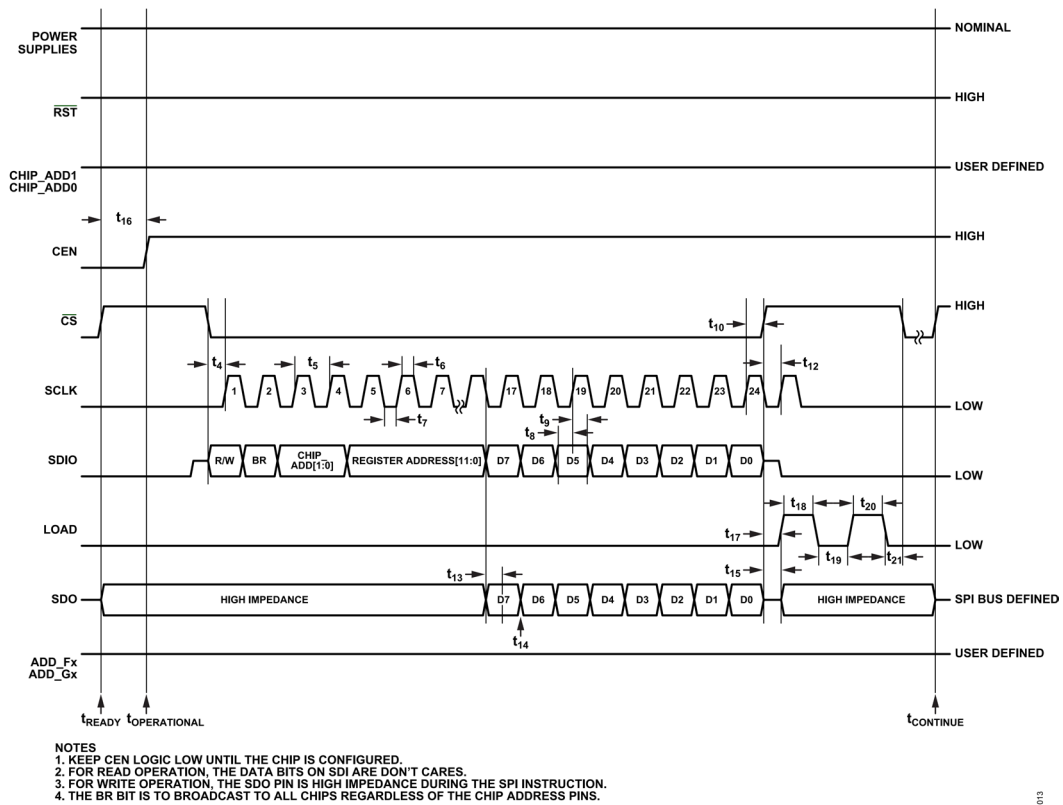 POWER
SUPPLIES
NOMINAL
RST
HIGH
CHIP_ADD1
CHIP_ADD0
USER DEFINED
t16
CEN
HIGH
CS
HIGH
t10
t4
t5
t6
t12
SCLK
1 2 3 4 5 6 7 17 18 19 20 21 22 23 24
LOW
t7
t9
t8
SDIO
R/W BR CHIP_ADD[1:0] REGISTER ADDRESS[11:0] D7 D6 D5 D4 D3 D2 D1 D0
LOW
t18
t20
LOAD
t17
LOW
t19
t21
t15
t13
SDO
HIGH IMPEDANCE D7 D6 D5 D4 D3 D2 D1 D0 HIGH IMPEDANCE
SPI BUS DEFINED
t14
ADD_Fx
ADD_Gx
USER DEFINED
tREADY tOPERATIONAL
tCONTINUE
NOTES
1. KEEP CEN LOGIC LOW UNTIL THE CHIP IS CONFIGURED.
2. FOR READ OPERATION, THE DATA BITS ON SDI ARE DON'T CARES.
3. FOR WRITE OPERATION, THE SDO PIN IS HIGH IMPEDANCE DURING THE SPI INSTRUCTION.
4. THE BR BIT IS TO BROADCAST TO ALL CHIPS REGARDLESS OF THE CHIP ADDRESS PINS.
013